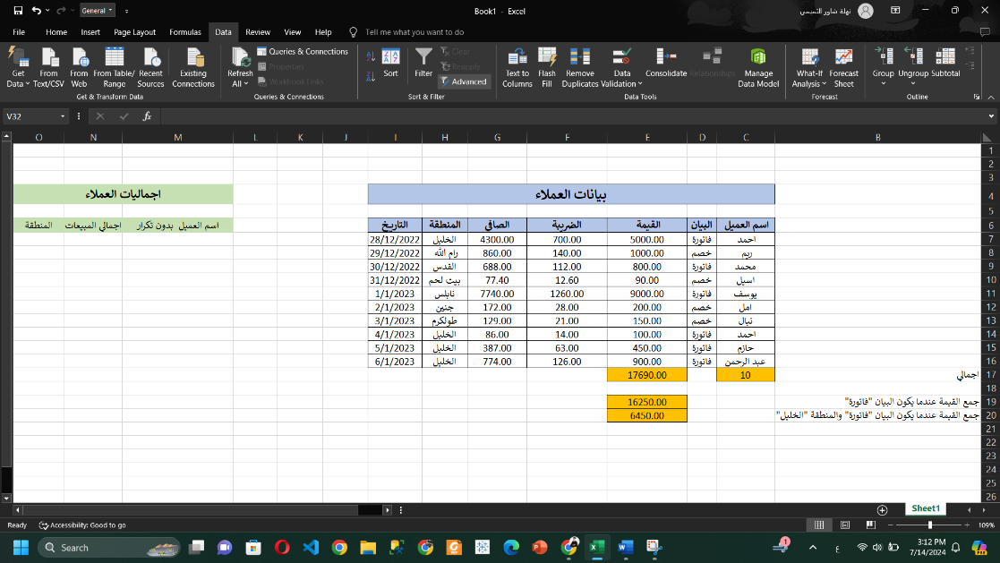 General
Book1 - Excel
نهلة شاور التميمي
File Home Insert Page Layout Formulas Data Review View Help Tell me what you want to do
Get Data From Text/CSV From Web From Table/ Range Recent Sources Existing Connections
Get & Transform Data
Refresh All Queries & Connections Properties Workbook Links
Queries & Connections
Sort Filter Clear Reapply Advanced
Sort & Filter
Text to Columns Flash Fill Remove Duplicates Data Validation Consolidate Relationships Manage Data Model
Data Tools
What-If Analysis Forecast Sheet
Forecast
Group Ungroup Subtotal
Outline
V32 fx
O N M L K J I H G F E D C B
1
2
3
بيانات العملاء اجماليات العملاء 4
5
اسم العميل البيان القيمة الضريبة الصافي المنطقة التاريخ اسم العميل بدون تكرار اجمالي المبيعات المنطقة 6
احمد فاتورة 5000.00 700.00 4300.00 الخليل 28/12/2022 7
ريم خصم 1000.00 140.00 860.00 رام الله 29/12/2022 8
محمد فاتورة 800.00 112.00 688.00 القدس 30/12/2022 9
اسيل خصم 90.00 12.60 77.40 بيت لحم 31/12/2022 10
يوسف فاتورة 9000.00 1260.00 7740.00 نابلس 1/1/2023 11
امل خصم 200.00 28.00 172.00 جنين 2/1/2023 12
نبال خصم 150.00 21.00 129.00 طولكرم 3/1/2023 13
احمد فاتورة 100.00 14.00 86.00 الخليل 4/1/2023 14
حازم فاتورة 450.00 63.00 387.00 الخليل 5/1/2023 15
عبد الرحمن فاتورة 900.00 126.00 774.00 الخليل 6/1/2023 16
اجمالي 10 17690.00 17
18
جمع القيمة عندما يكون البيان "فاتورة" 16250.00 19
جمع القيمة عندما يكون البيان "فاتورة" والمنطقة "الخليل" 6450.00 20
21
22
23
24
25
26
Sheet1
Ready Accessibility: Good to go 109%
Search 1 ع 3:12 PM
7/14/2024